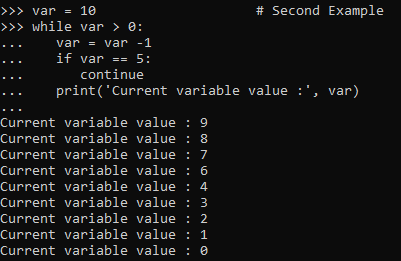 >>> var = 10                    # Second Example
>>> while var > 0:
...    var = var -1
...    if var == 5:
...       continue
...    print('Current variable value :', var)
...
Current variable value : 9
Current variable value : 8
Current variable value : 7
Current variable value : 6
Current variable value : 4
Current variable value : 3
Current variable value : 2
Current variable value : 1
Current variable value : 0